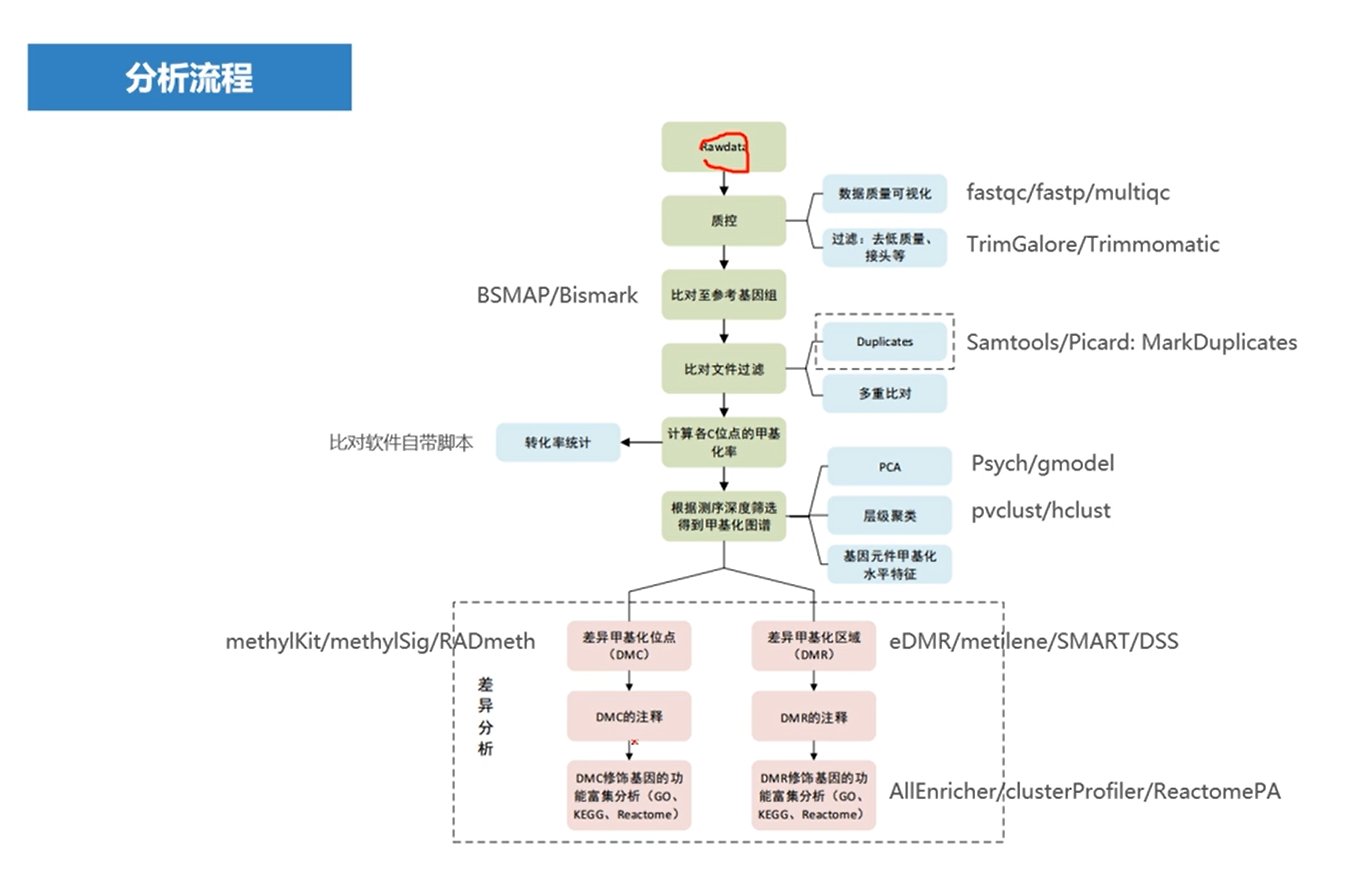 分析流程
Rawdata
质控
数据质量可视化
fastqc/fastp/multiqc
过滤：去低质量、
接头等
TrimGalore/Trimmomatic
BSMAP/Bismark
比对至参考基因组
比对文件过滤
Duplicates
Samtools/Picard: MarkDuplicates
多重比对
比对软件自带脚本
转化率统计
计算各C位点的甲基
化率
根据测序深度筛选
得到甲基化图谱
PCA
Psych/gmodel
层级聚类
pvclust/hclust
基因元件甲基化
水平特征
差异分析
methylKit/methylSig/RADmeth
差异甲基化位点
（DMC）
DMC的注释
DMC修饰基因的功
能富集分析（GO、
KEGG、Reactome）
差异甲基化区域
（DMR）
eDMR/metilene/SMART/DSS
DMR的注释
DMR修饰基因的功
能富集分析（GO、
KEGG、Reactome）
AllEnricher/clusterProfiler/ReactomePA